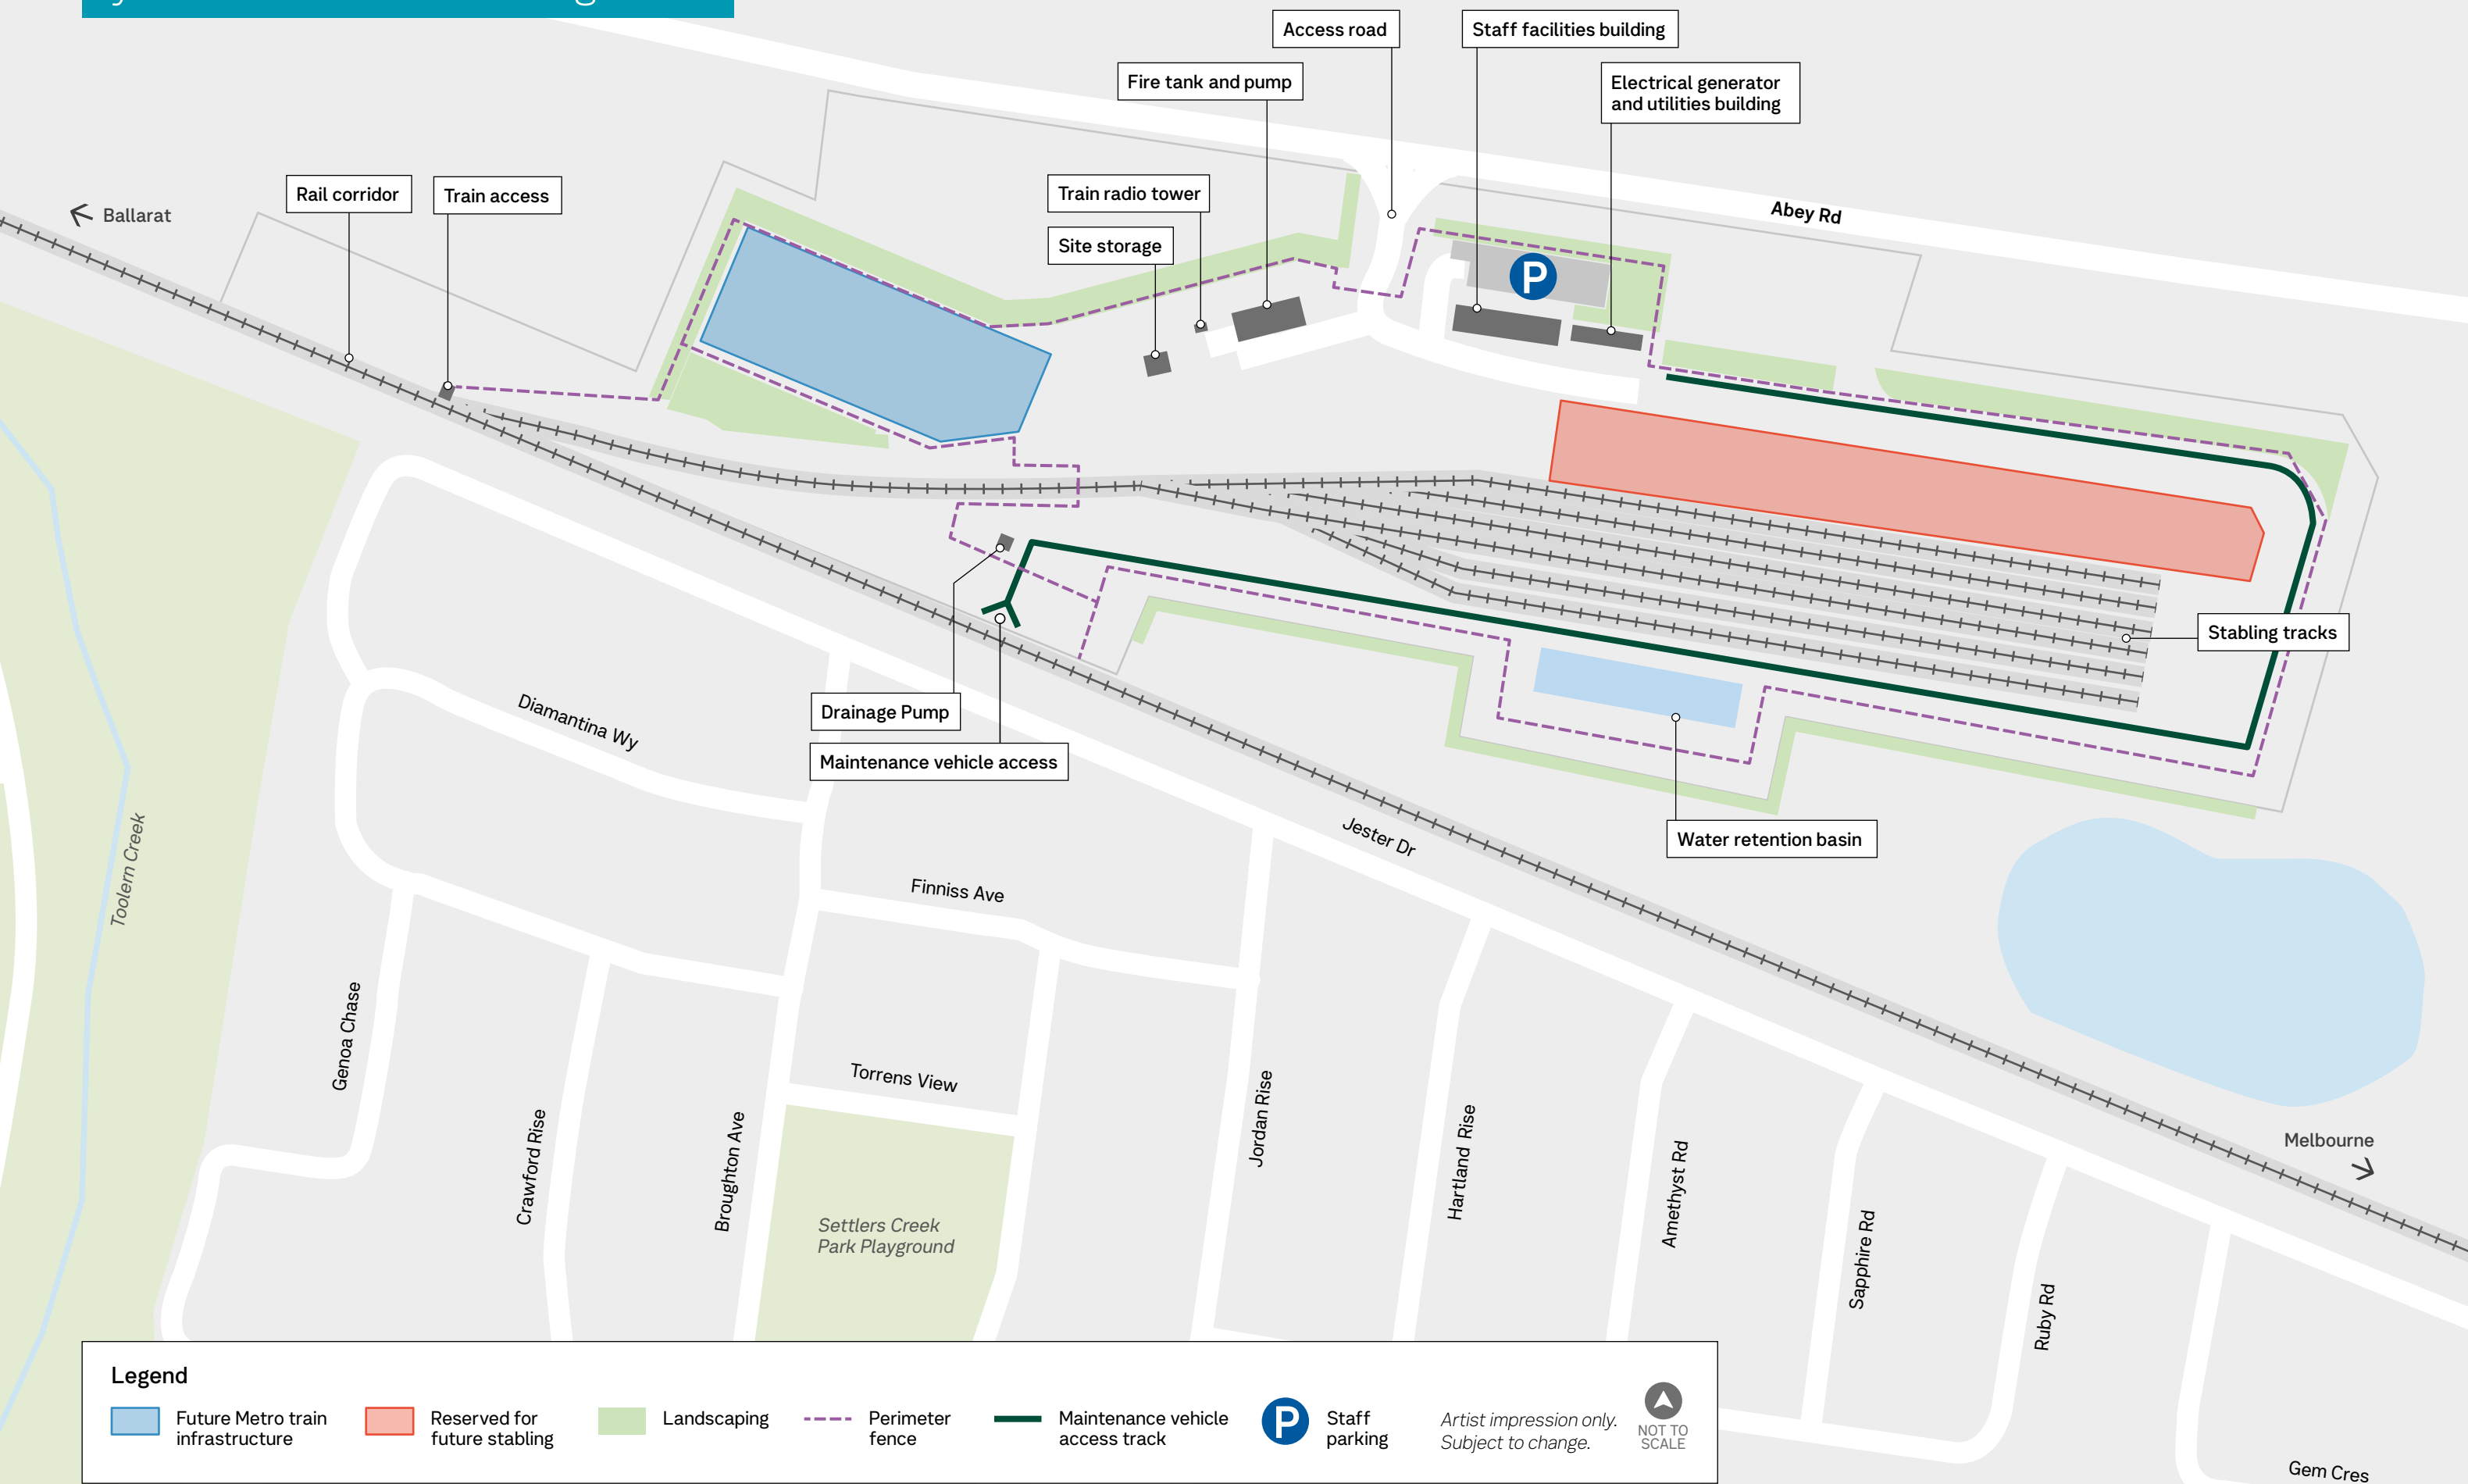 Access road
Staff facilities building
Fire tank and pump
Electrical generator
and utilities building
Rail corridor
Train access
Train radio tower
Site storage
Ballarat
Abey Rd
P
Stabling tracks
Drainage Pump
Maintenance vehicle access
Water retention basin
Diamantina Wy
Jester Dr
Toolern Creek
Finniss Ave
Genoa Chase
Torrens View
Crawford Rise
Broughton Ave
Jordan Rise
Hartland Rise
Amethyst Rd
Sapphire Rd
Ruby Rd
Melbourne
Settlers Creek
Park Playground
Gem Cres
Legend
Future Metro train
infrastructure
Reserved for
future stabling
Landscaping
Perimeter
fence
Maintenance vehicle
access track
P
Staff
parking
Artist impression only.
Subject to change.
NOT TO
SCALE